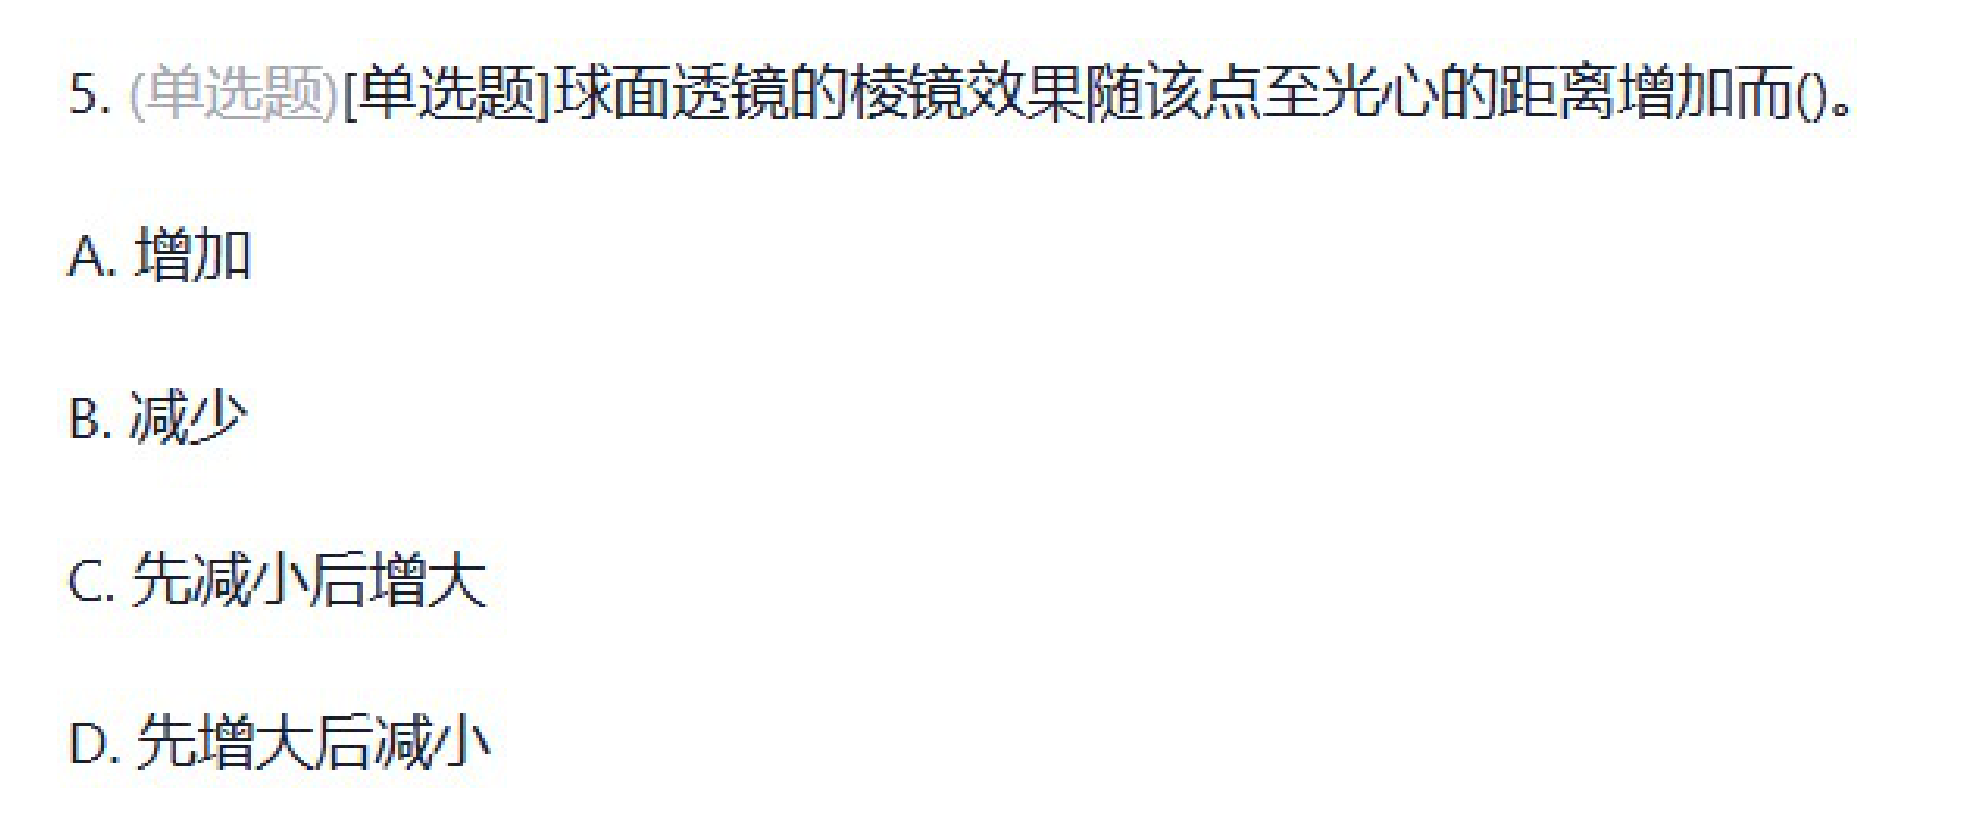 5. (单选题)[单选题]球面透镜的棱镜效果随该点至光心的距离增加而()。
A. 增加
B. 减少
C. 先减小后增大
D. 先增大后减小